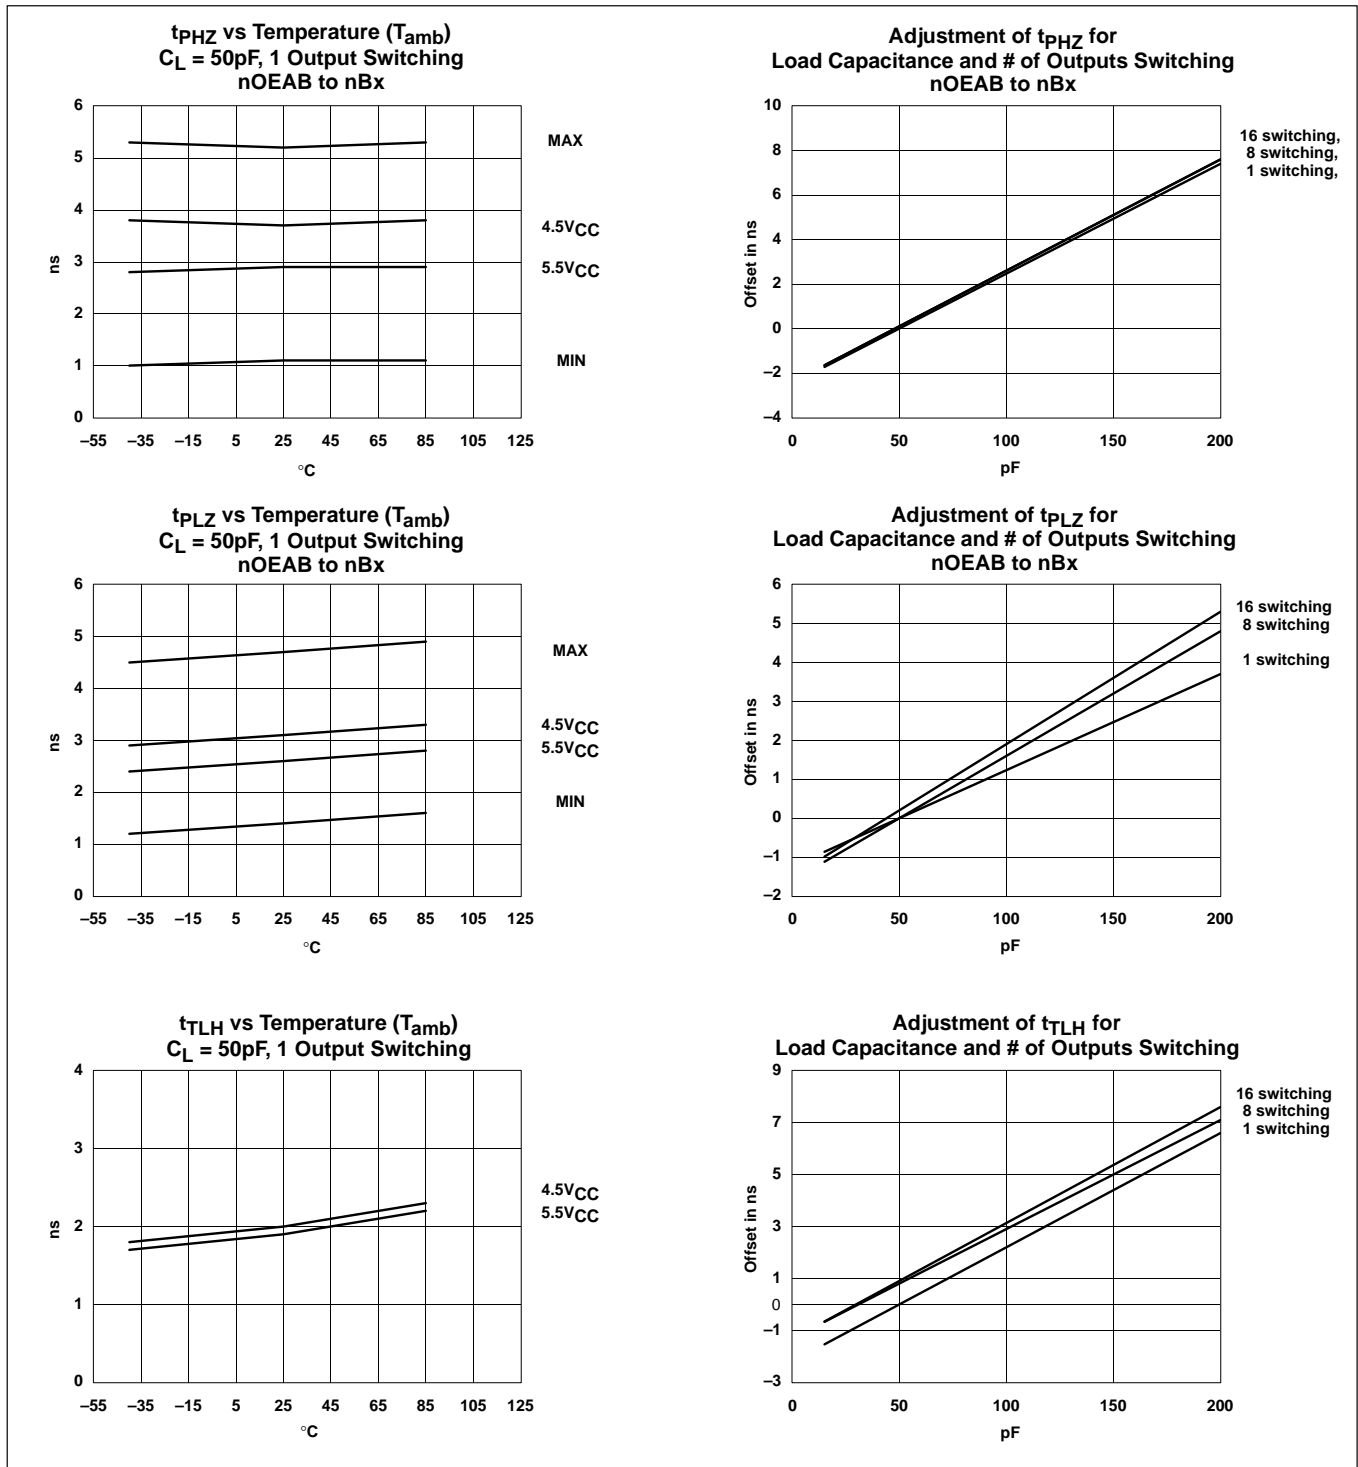 tPHZ vs Temperature (Tamb)
CL = 50pF, 1 Output Switching
nOEAB to nBx
6
5
4
3
2
1
0
ns
MAX
4.5VCC
5.5VCC
MIN
–55 –35 –15 5 25 45 65 85 105 125
°C
Adjustment of tPHZ for
Load Capacitance and # of Outputs Switching
nOEAB to nBx
10
8
6
4
2
0
–2
–4
Offset in ns
16 switching,
8 switching,
1 switching,
0 50 100 150 200
pF
tPLZ vs Temperature (Tamb)
CL = 50pF, 1 Output Switching
nOEAB to nBx
6
5
4
3
2
1
0
ns
MAX
4.5VCC
5.5VCC
MIN
–55 –35 –15 5 25 45 65 85 105 125
°C
Adjustment of tPLZ for
Load Capacitance and # of Outputs Switching
nOEAB to nBx
6
5
4
3
2
1
0
–1
–2
Offset in ns
16 switching
8 switching
1 switching
0 50 100 150 200
pF
tTLH vs Temperature (Tamb)
CL = 50pF, 1 Output Switching
4
3
2
1
0
ns
4.5VCC
5.5VCC
–55 –35 –15 5 25 45 65 85 105 125
°C
Adjustment of tTLH for
Load Capacitance and # of Outputs Switching
9
7
5
3
1
0
–1
–3
Offset in ns
16 switching
8 switching
1 switching
0 50 100 150 200
pF